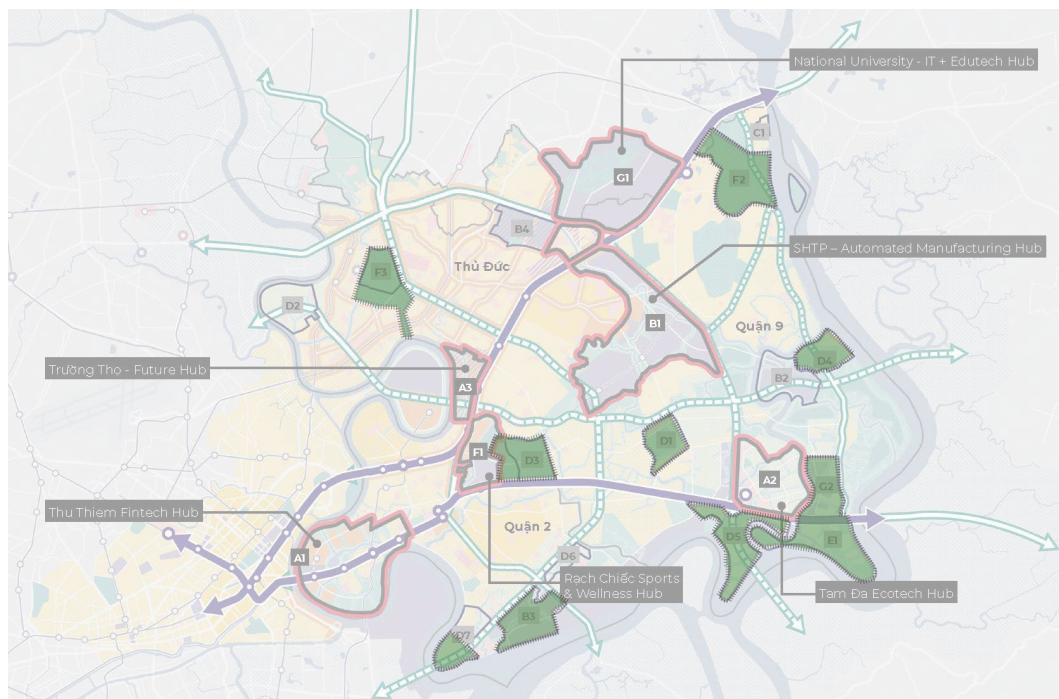 National University - IT + Edutech Hub
C1
G1
F2
B4
SHTP – Automated Manufacturing Hub
Thủ Đức
F3
D2
B1
Quận 9
D4
Trường Thọ - Future Hub
A3
B2
D1
F1
D3
A2
G2
Thu Thiem Fintech Hub
Quận 2
A1
D5
E1
D6
Rạch Chiếc Sports
& Wellness Hub
Tam Đa Ecotech Hub
B3
D7